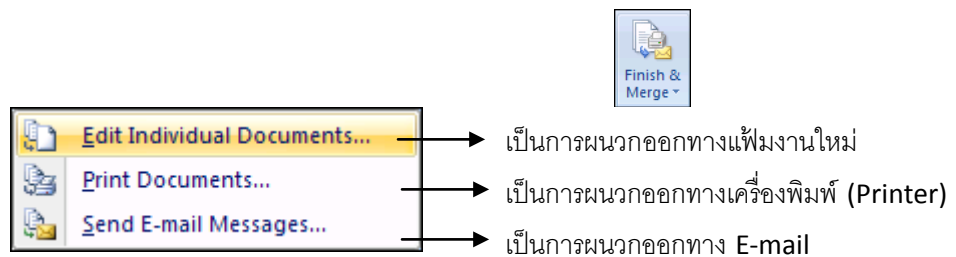 Finish &
Merge
Edit Individual Documents...
เป็นการผนวกออกทางแฟ้มงานใหม่
Print Documents...
เป็นการผนวกออกทางเครื่องพิมพ์ (Printer)
Send E-mail Messages...
เป็นการผนวกออกทาง E-mail